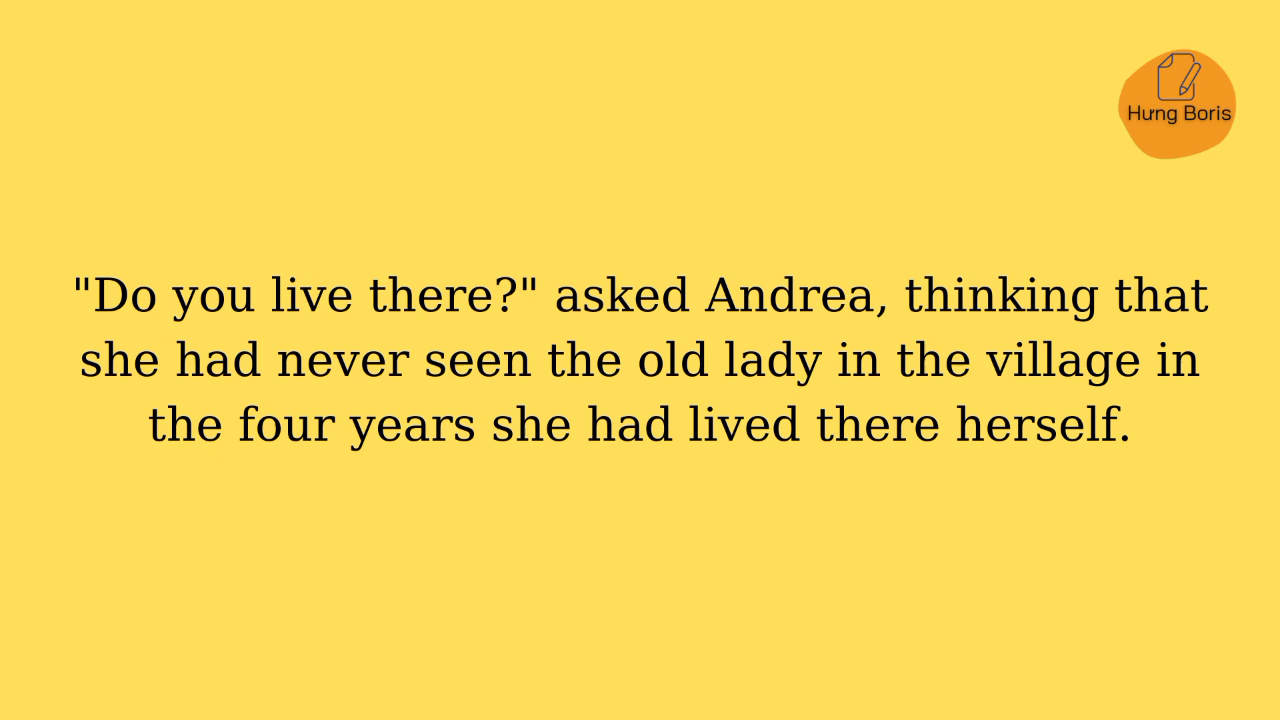 Hưng Boris
"Do you live there?" asked Andrea, thinking that
she had never seen the old lady in the village in
the four years she had lived there herself.